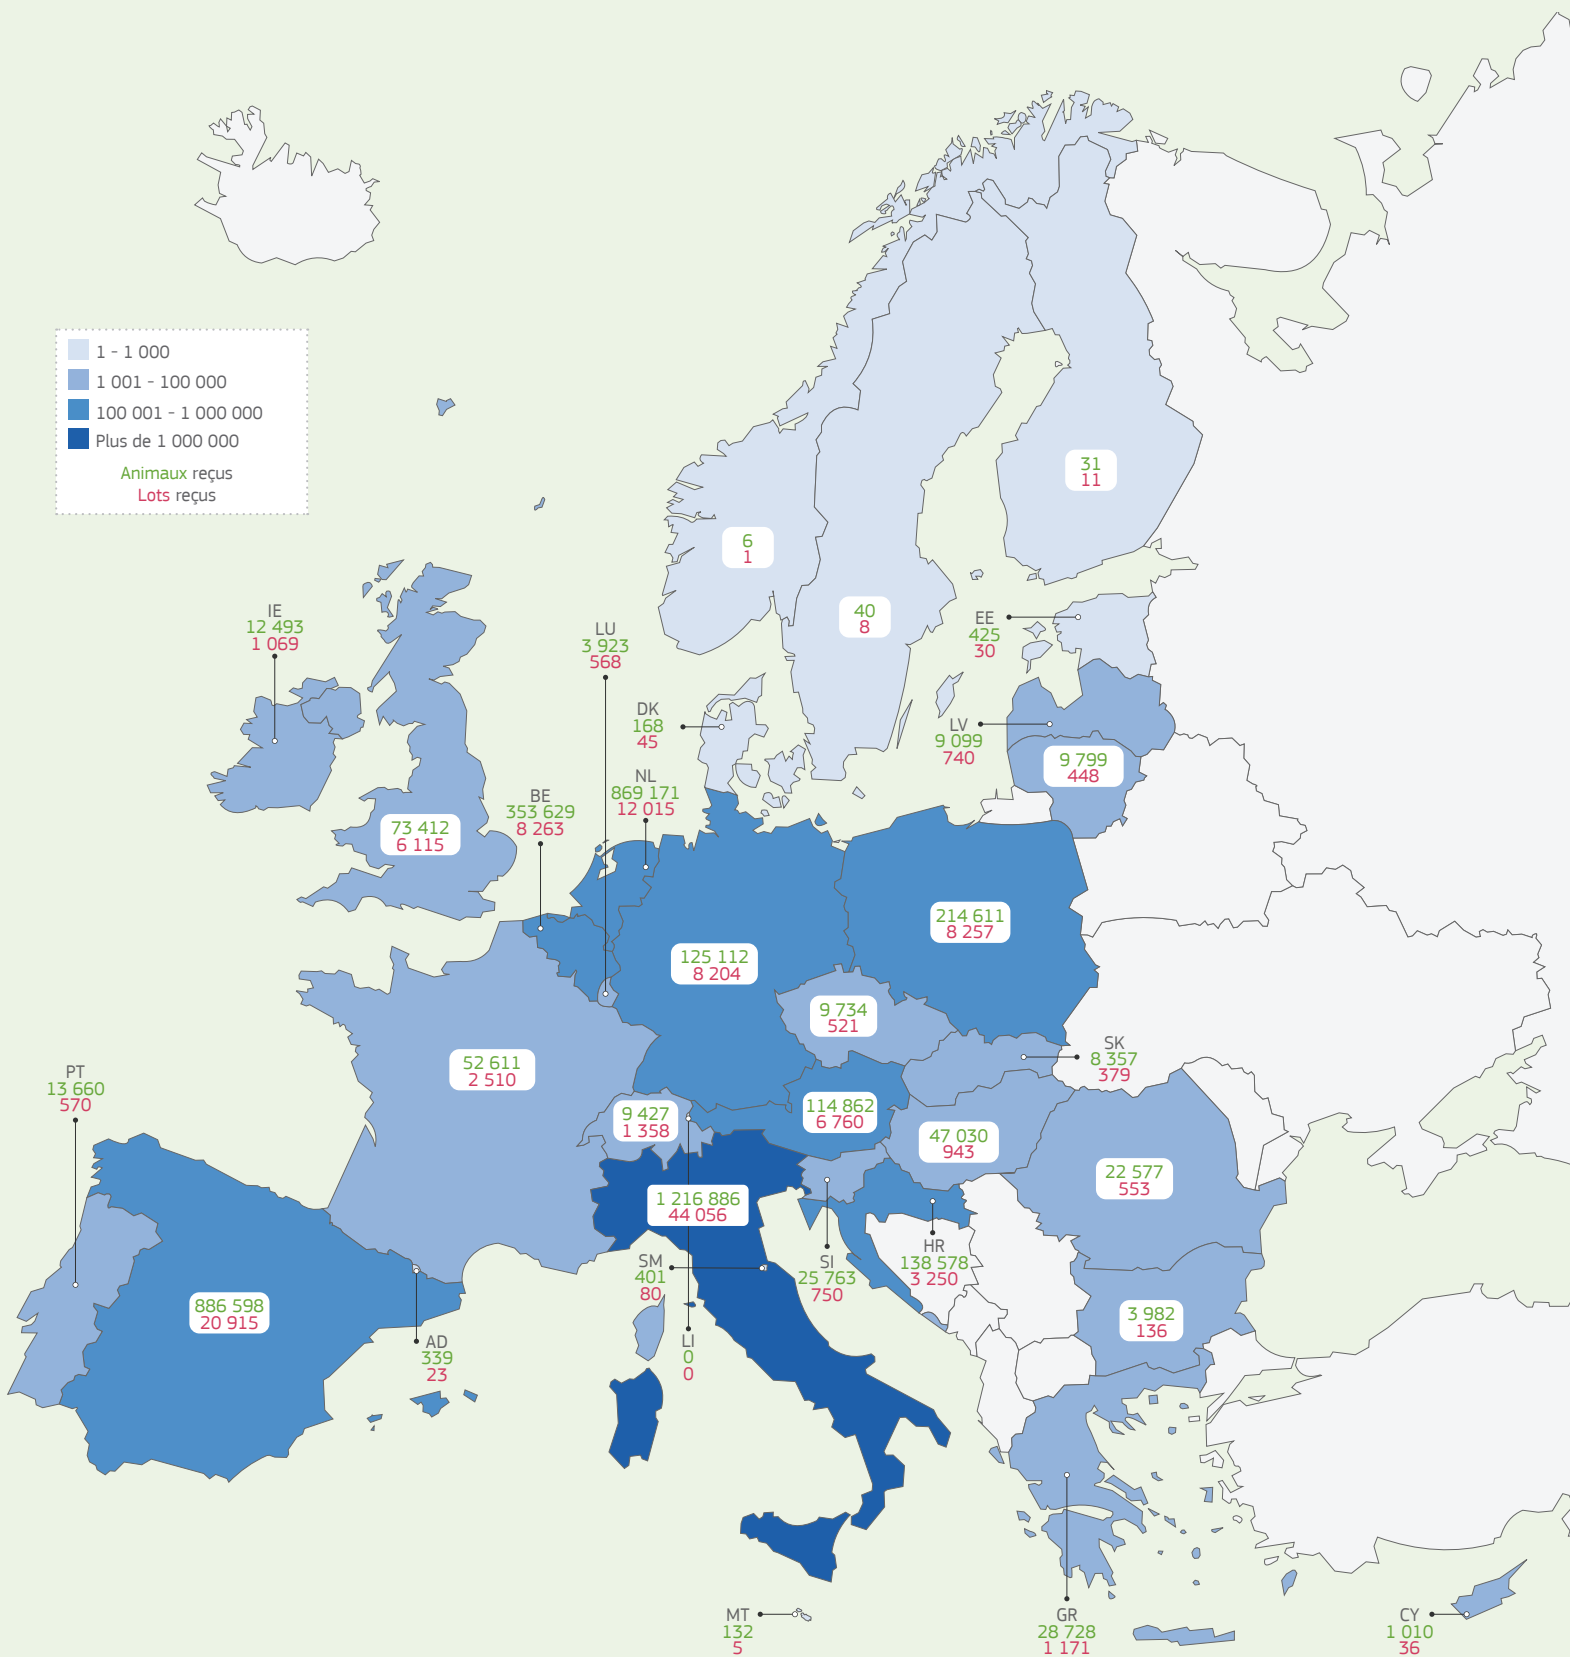 1 - 1 000
1 001 - 100 000
100 001 - 1 000 000
Plus de 1 000 000
Animaux reçus
Lots reçus
31
11
6
1
40
8
IE
12 493
1 069
LU
3 923
568
EE
425
30
DK
168
45
LV
9 099
740
9 799
448
NL
869 171
12 015
BE
353 629
8 263
73 412
6 115
214 611
8 257
125 112
8 204
9 734
521
SK
8 357
379
52 611
2 510
PT
13 660
570
9 427
1 358
114 862
6 760
47 030
943
22 577
553
1 216 886
44 056
SM
401
80
SI
25 763
750
HR
138 578
3 250
886 598
20 915
3 982
136
AD
339
23
LI
0
0
MT
132
5
GR
28 728
1 171
CY
1 010
36